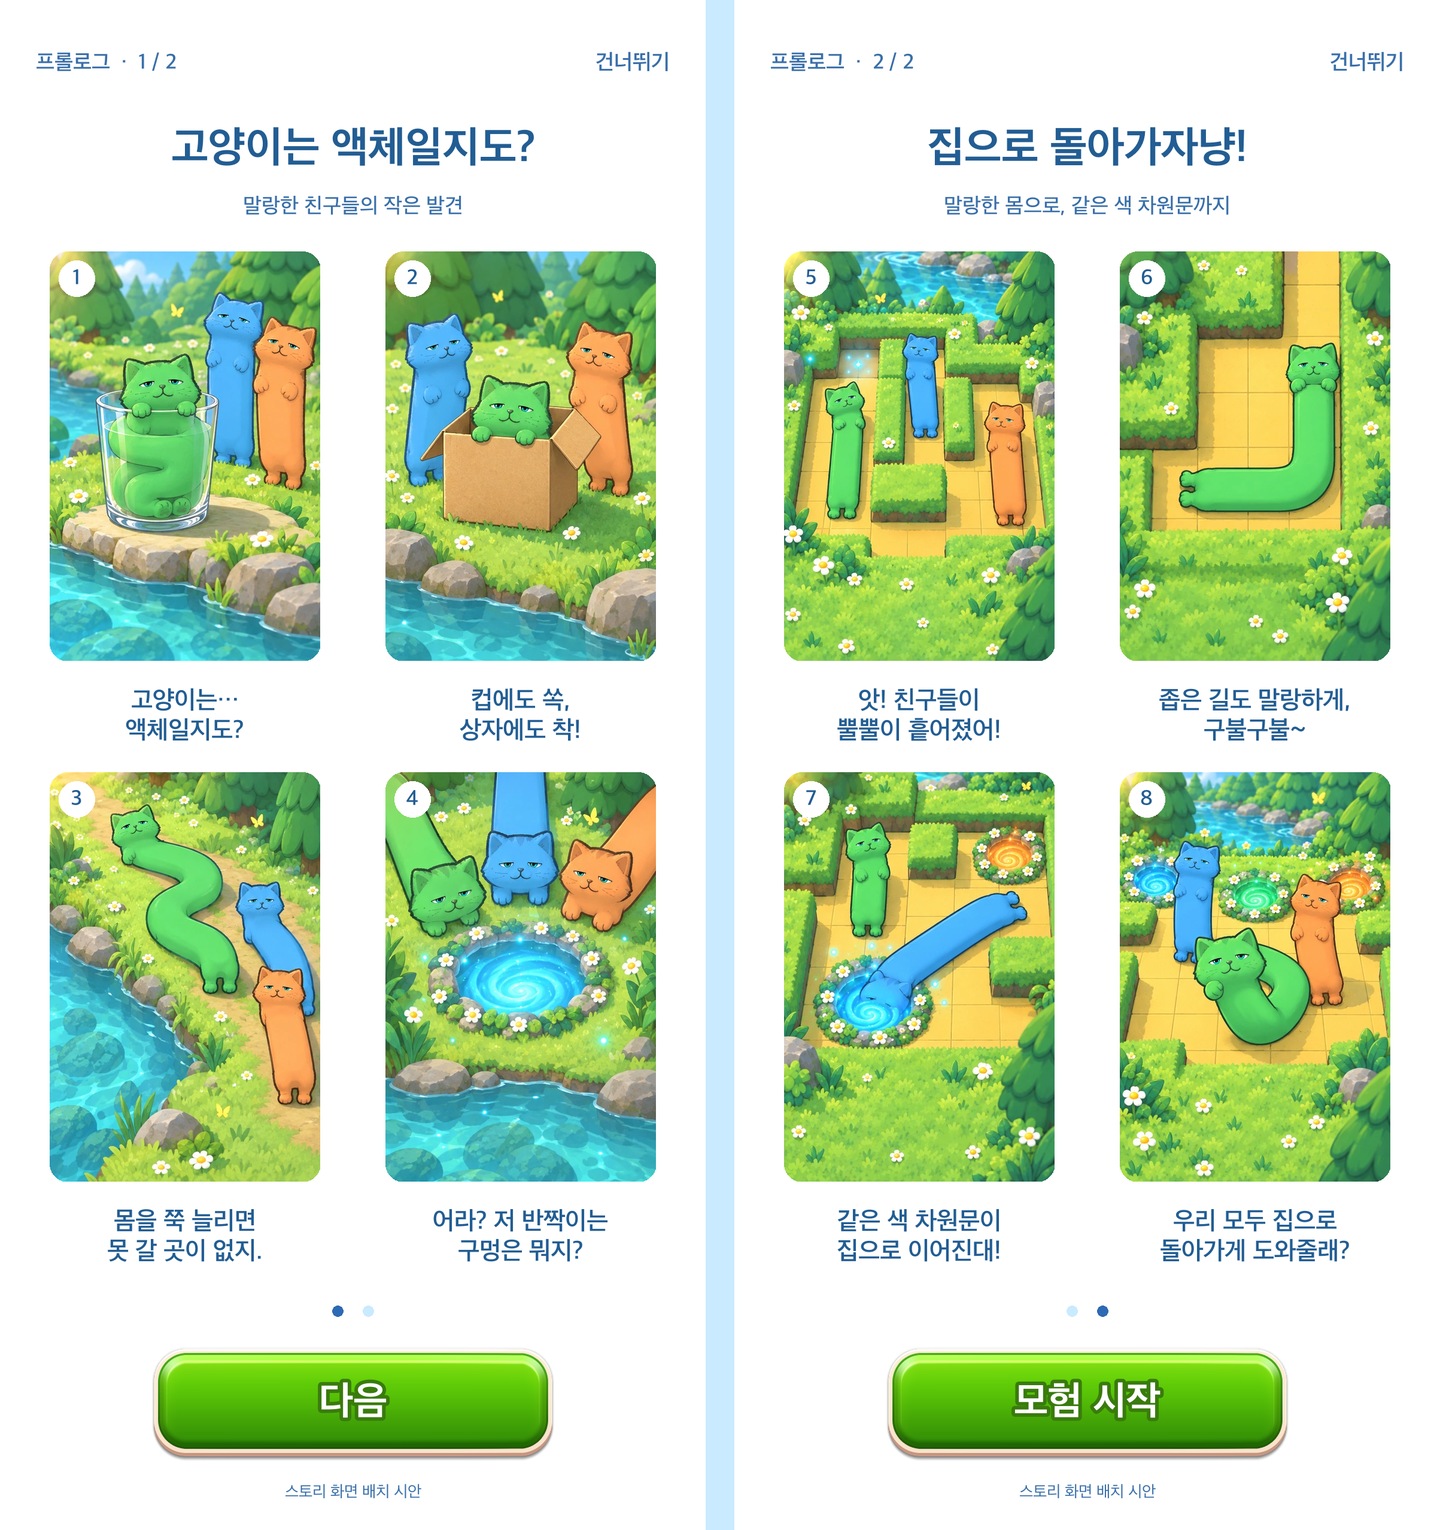 프롤로그 · 1 / 2
건너뛰기
고양이는 액체일지도?
말랑한 친구들의 작은 발견
1
2
고양이는…
액체일지도?
컵에도 쏙,
상자에도 착!
3
4
몸을 쭉 늘리면
못 갈 곳이 없지.
어라? 저 반짝이는
구멍은 뭐지?
다음
스토리 화면 배치 시안
프롤로그 · 2 / 2
건너뛰기
집으로 돌아가자냥!
말랑한 몸으로, 같은 색 차원문까지
5
6
앗! 친구들이
뿔뿔이 흩어졌어!
좁은 길도 말랑하게,
구불구불~
7
8
같은 색 차원문이
집으로 이어진대!
우리 모두 집으로
돌아가게 도와줄래?
모험 시작
스토리 화면 배치 시안